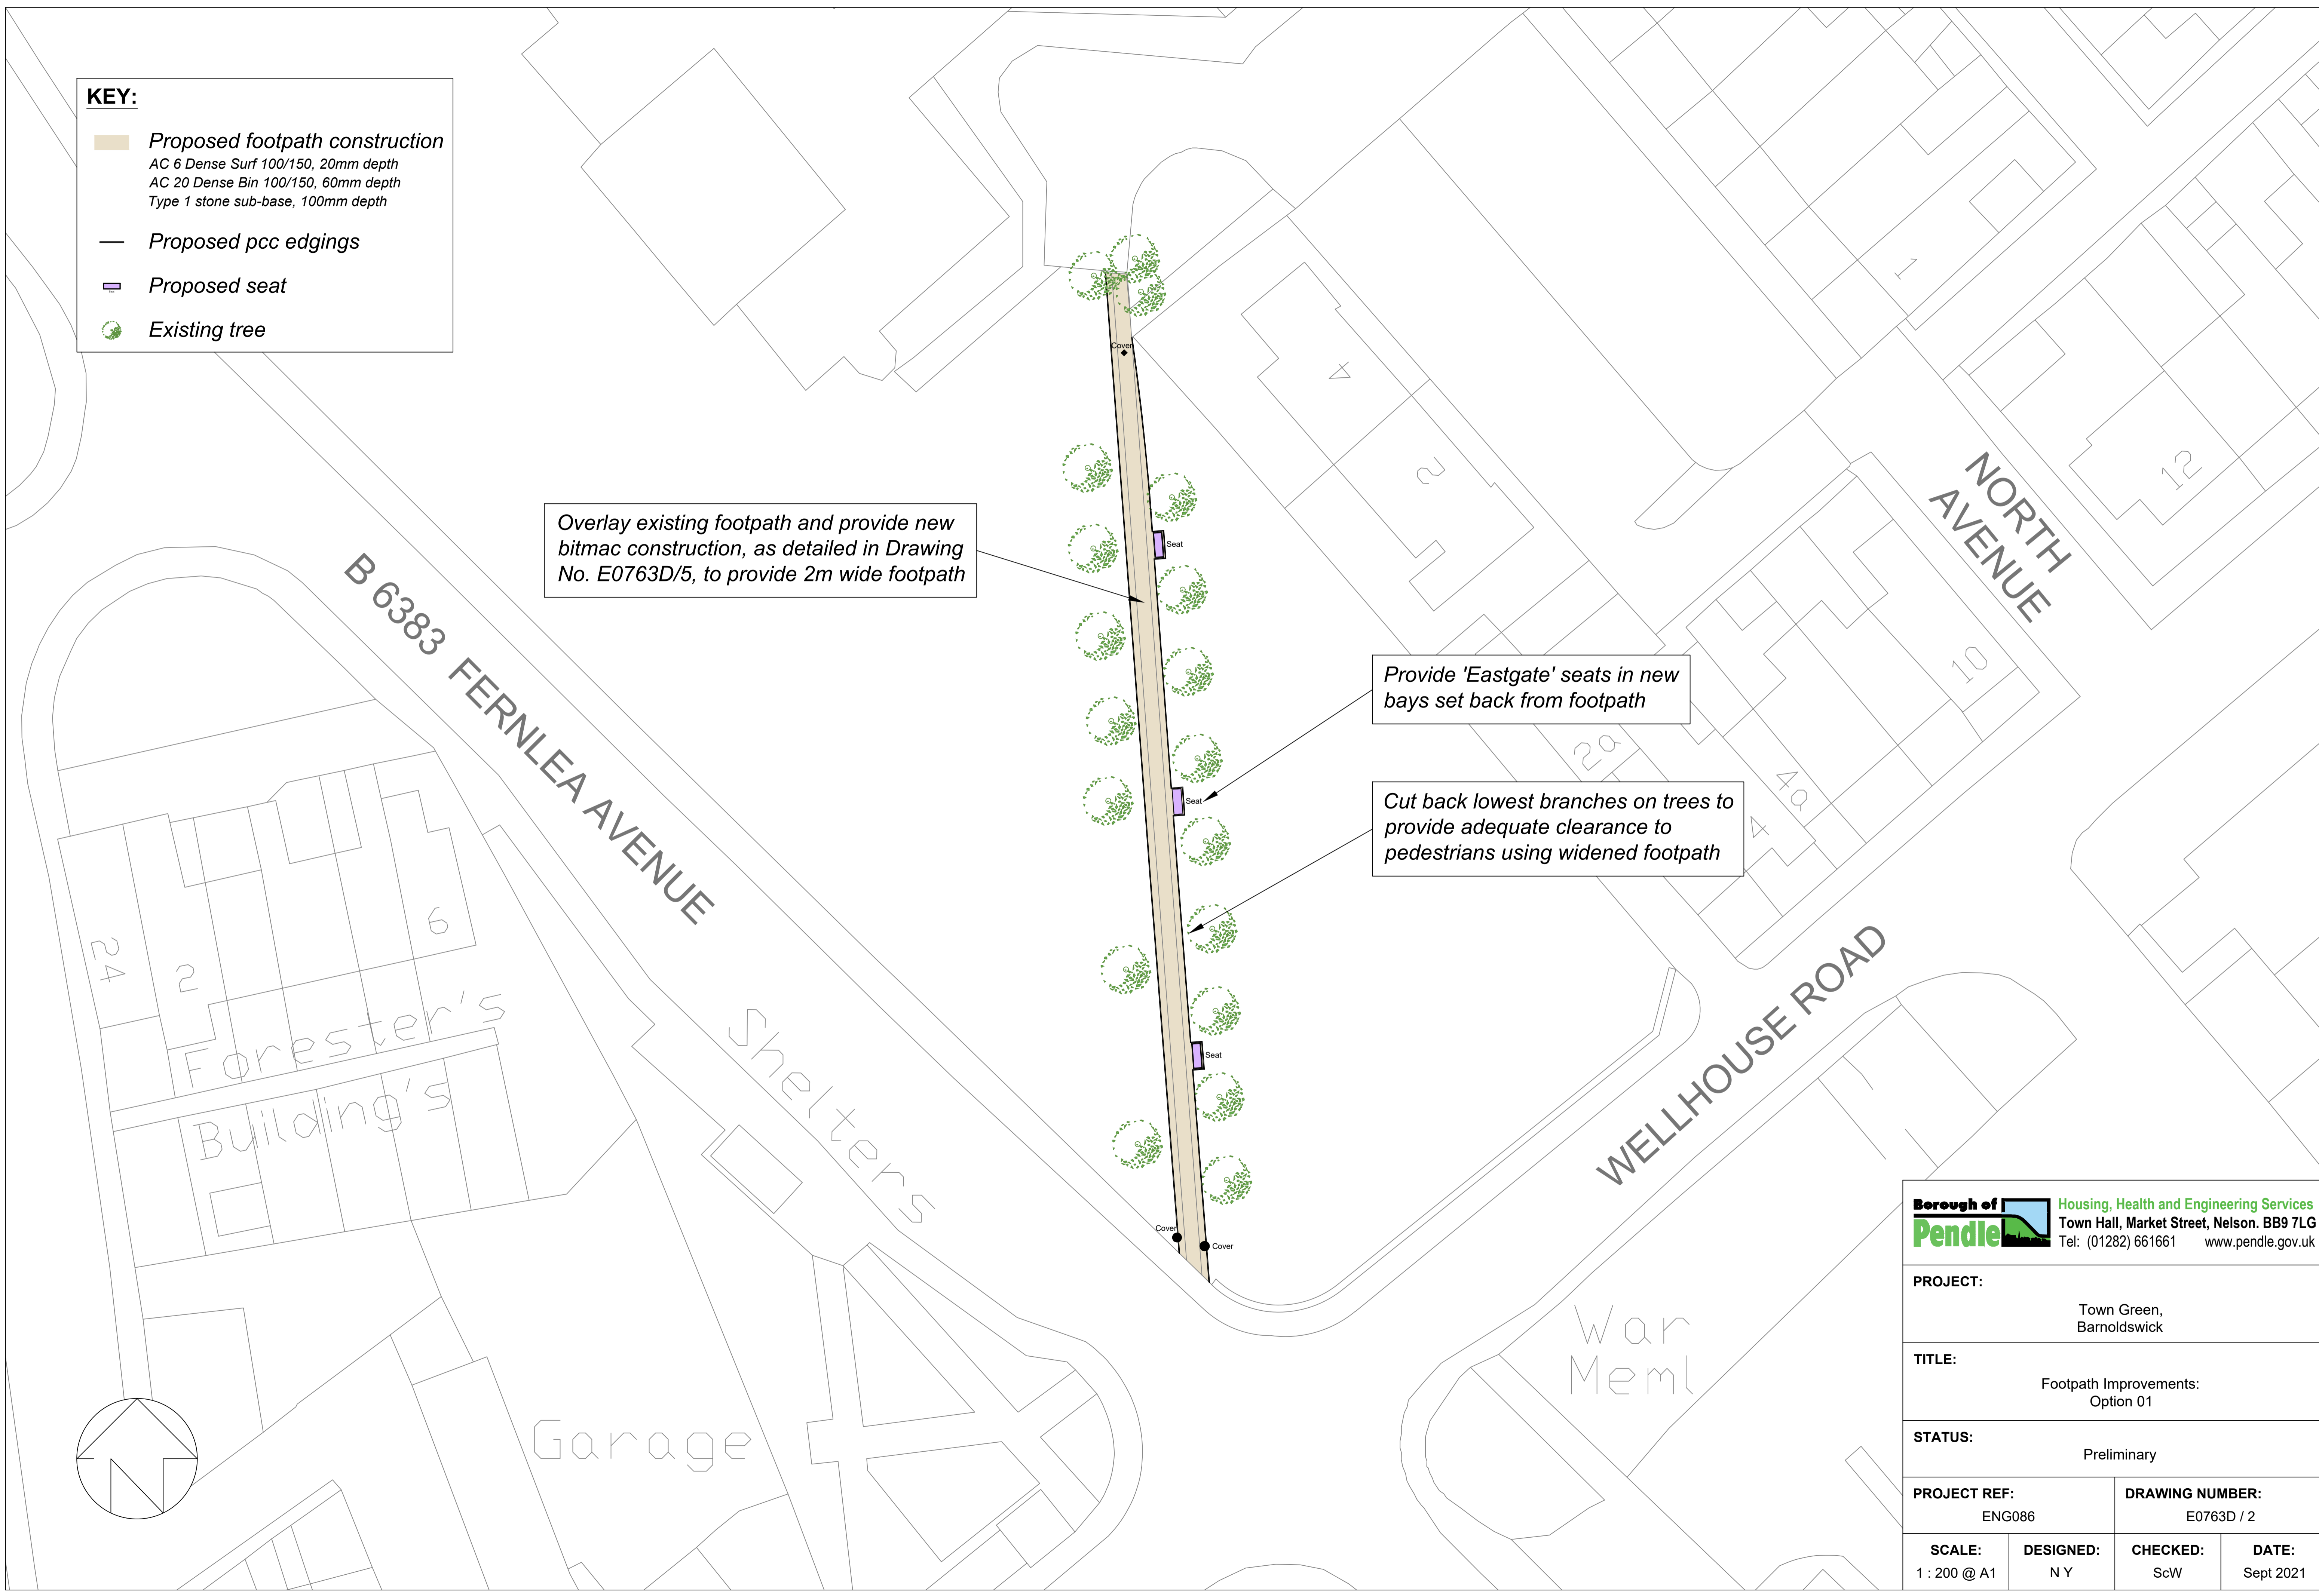 KEY:
Proposed footpath construction
AC 6 Dense Surf 100/150, 20mm depth
AC 20 Dense Bin 100/150, 60mm depth
Type 1 stone sub-base, 100mm depth
Proposed pcc edgings
Proposed seat
Existing tree
Cover
Overlay existing footpath and provide new
bitmac construction, as detailed in Drawing
No. E0763D/5, to provide 2m wide footpath
Seat
Provide 'Eastgate' seats in new
bays set back from footpath
Seat
Cut back lowest branches on trees to
provide adequate clearance to
pedestrians using widened footpath
Seat
Cover
Cover
B 6383 FERNLEA AVENUE
NORTH
AVENUE
WELLHOUSE ROAD
1
4
2
12
10
2a
4a
4
24
2
6
Forester's
Building's
Shelters
Garage
War
Meml
N
Borough of
Pendle
Housing, Health and Engineering Services
Town Hall, Market Street, Nelson. BB9 7LG
Tel: (01282) 661661 www.pendle.gov.uk
PROJECT:
Town Green,
Barnoldswick
TITLE:
Footpath Improvements:
Option 01
STATUS:
Preliminary
PROJECT REF:
ENG086
DRAWING NUMBER:
E0763D / 2
SCALE:
1 : 200 @ A1
DESIGNED:
N Y
CHECKED:
ScW
DATE:
Sept 2021